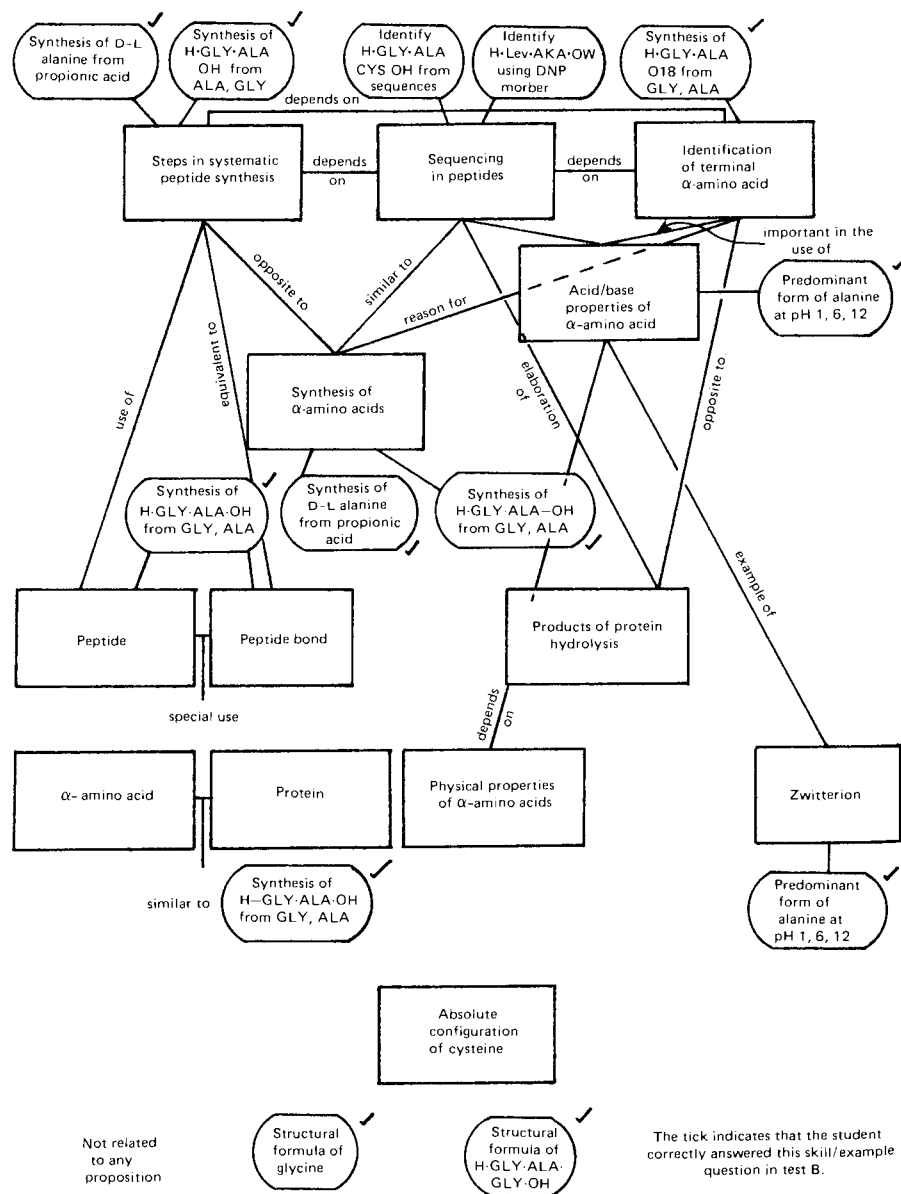 Synthesis of D-L
alanine from
propionic acid
Synthesis of
H·GLY·ALA
OH from
ALA, GLY
Identify
H·GLY·ALA
CYS OH from
sequences
Identify
H·Lev·AKA·OW
using DNP
morber
Synthesis of
H·GLY·ALA
O18 from
GLY, ALA
depends on
Steps in systematic
peptide synthesis
depends
on
Sequencing
in peptides
depends
on
Identification
of terminal
α-amino acid
important in the
use of
opposite to
similar to
reason for
Acid/base
properties of
α-amino acid
Predominant
form of alanine
at pH 1, 6, 12
use of
equivalent to
Synthesis of
α-amino acids
elaboration
of
opposite to
Synthesis of
H·GLY·ALA·OH
from GLY, ALA
Synthesis of
D-L alanine
from propionic
acid
Synthesis of
H·GLY·ALA—OH
from GLY, ALA
example of
Peptide
Peptide bond
Products of protein
hydrolysis
special use
depends
on
α- amino acid
Protein
Physical properties
of α-amino acids
Zwitterion
similar to
Synthesis of
H—GLY·ALA·OH
from GLY, ALA
Predominant
form of
alanine at
pH 1, 6, 12
Absolute
configuration
of cysteine
Not related
to any
proposition
Structural
formula of
glycine
Structural
formula of
H·GLY·ALA·
GLY·OH
The tick indicates that the student
correctly answered this skill/example
question in test B.